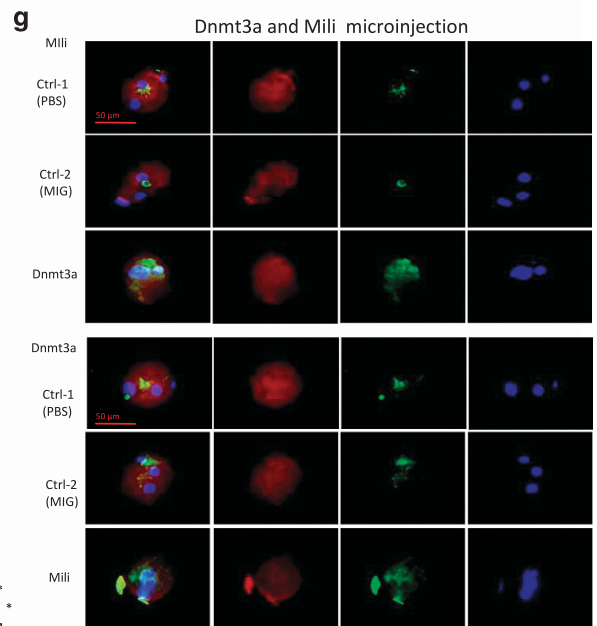 g
Dnmt3a and Mili microinjection
MIli
Ctrl-1
(PBS)
50 µm
Ctrl-2
(MIG)
Dnmt3a
Dnmt3a
Ctrl-1
(PBS)
50 µm
Ctrl-2
(MIG)
Mili
*
*